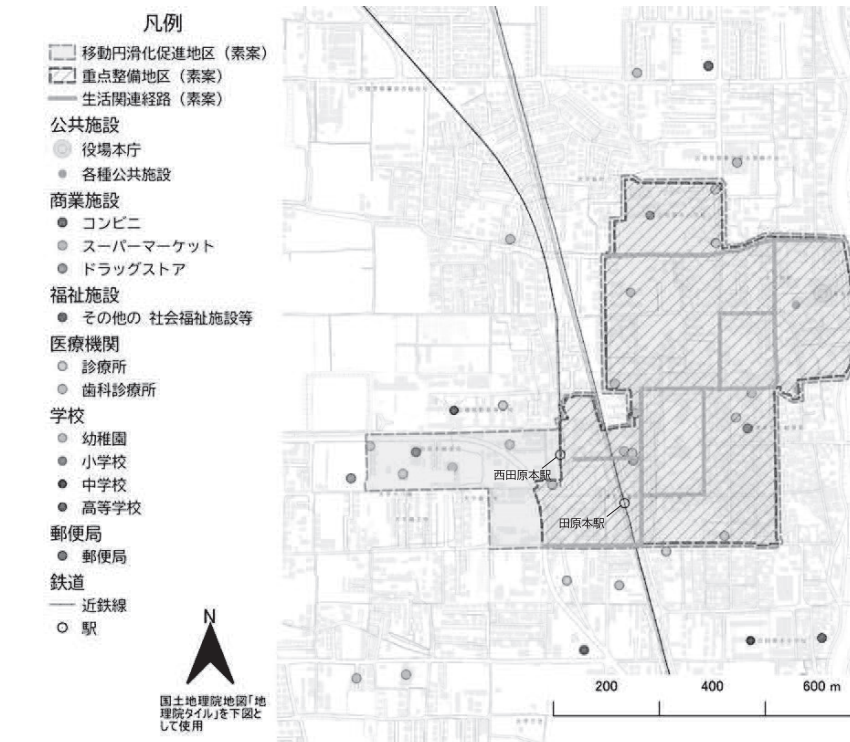 凡例
移動円滑化促進地区（素案）
重点整備地区（素案）
生活関連経路（素案）
公共施設
役場本庁
各種公共施設
商業施設
コンビニ
スーパーマーケット
ドラッグストア
福祉施設
その他の 社会福祉施設等
医療機関
診療所
歯科診療所
学校
幼稚園
小学校
中学校
高等学校
郵便局
郵便局
鉄道
近鉄線
駅
N
国土地理院地図「地
理院タイル」を下図と
して使用
西田原本駅
田原本駅
200 400 600 m